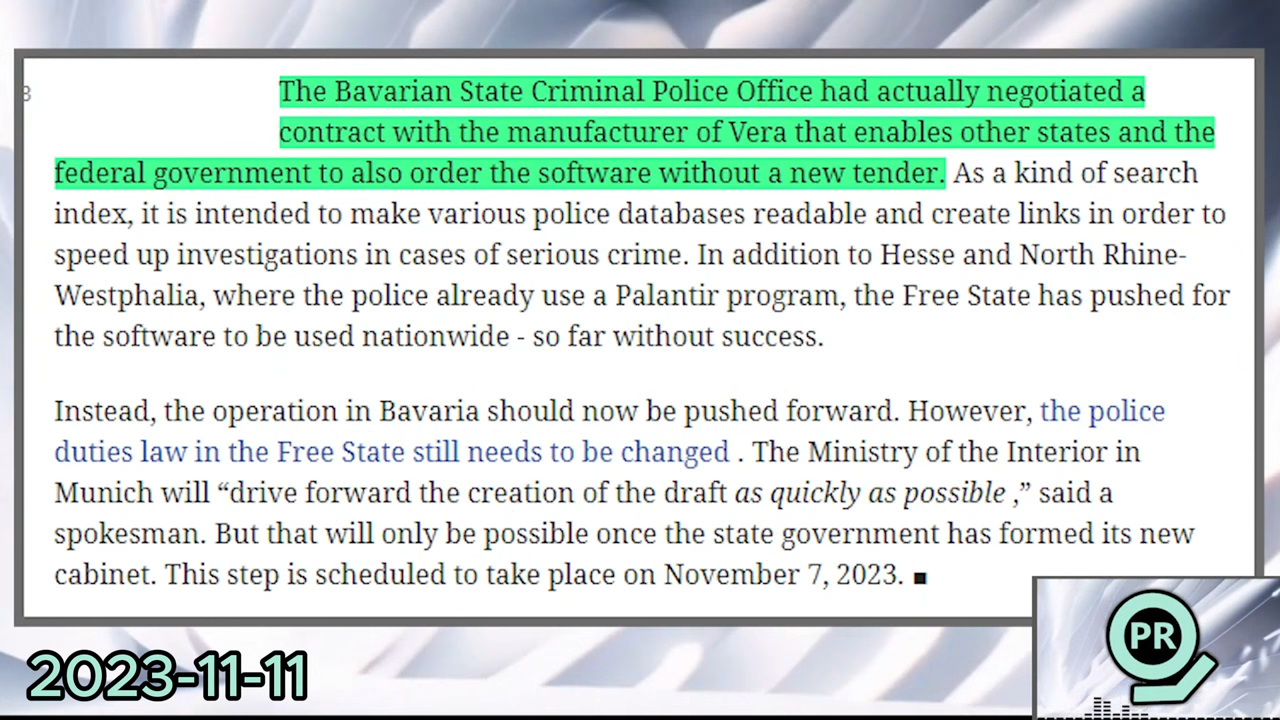 The Bavarian State Criminal Police Office had actually negotiated a
contract with the manufacturer of Vera that enables other states and the
federal government to also order the software without a new tender. As a kind of search
index, it is intended to make various police databases readable and create links in order to
speed up investigations in cases of serious crime. In addition to Hesse and North Rhine-
Westphalia, where the police already use a Palantir program, the Free State has pushed for
the software to be used nationwide - so far without success.
Instead, the operation in Bavaria should now be pushed forward. However, the police
duties law in the Free State still needs to be changed . The Ministry of the Interior in
Munich will “drive forward the creation of the draft as quickly as possible ,” said a
spokesman. But that will only be possible once the state government has formed its new
cabinet. This step is scheduled to take place on November 7, 2023. ■
2023-11-11
PR